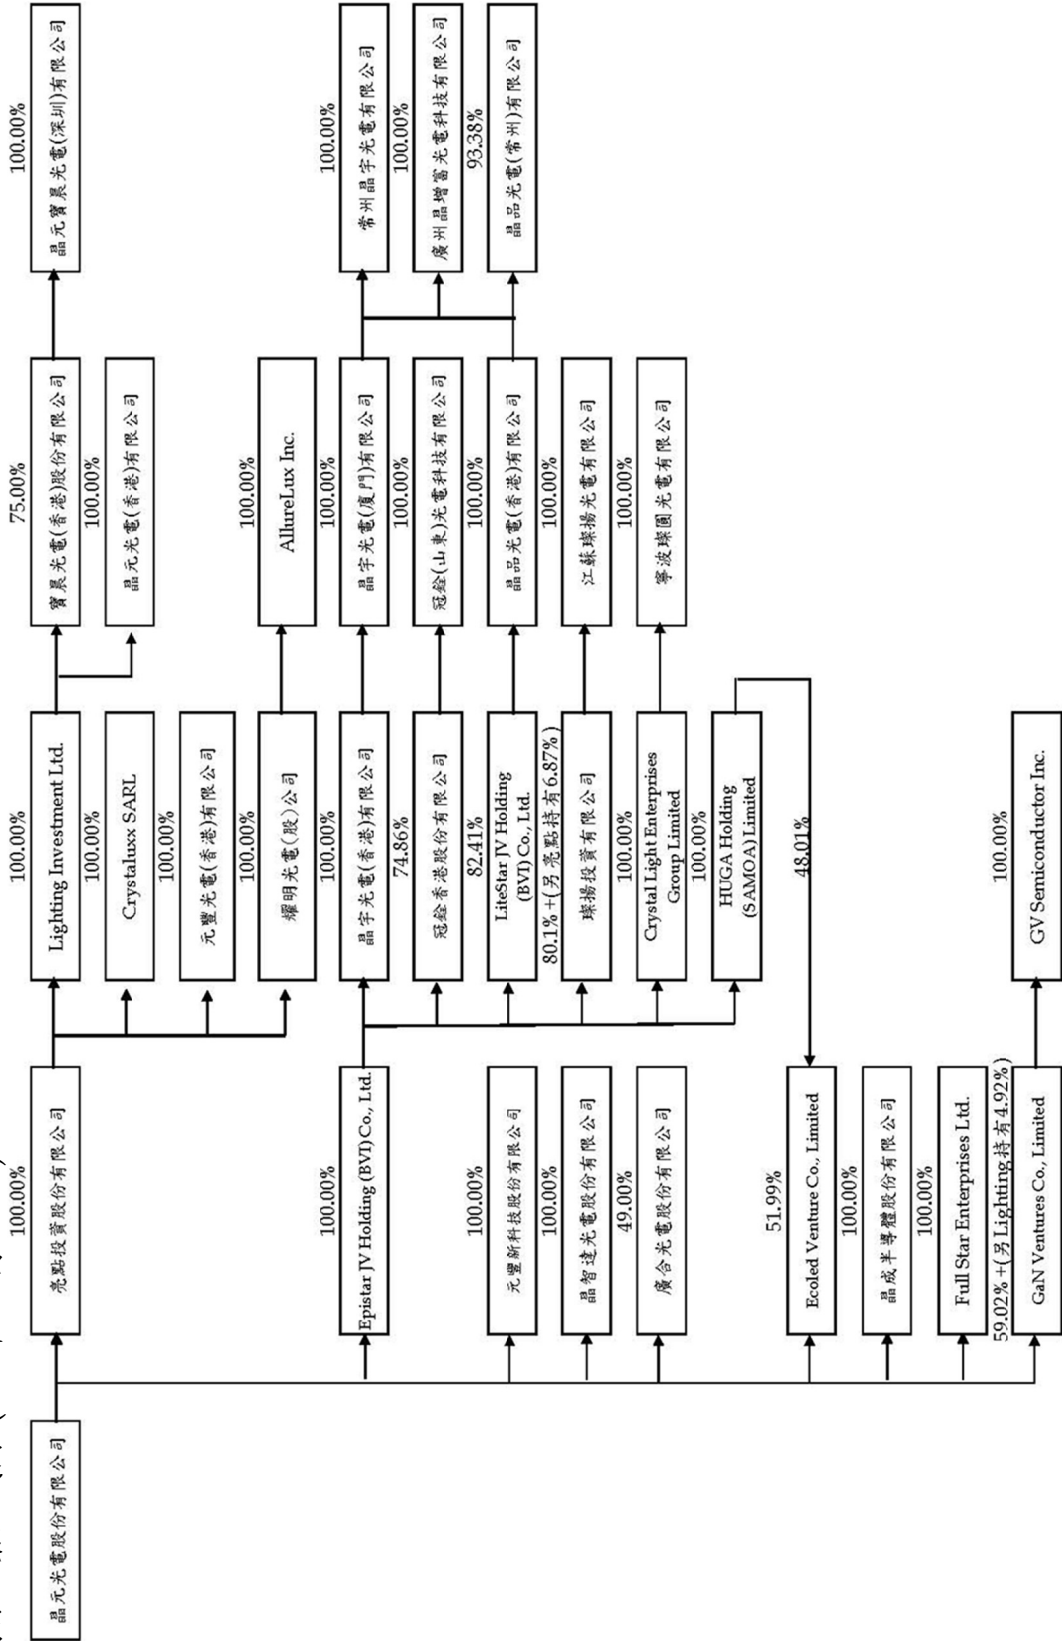 晶元光電股份有限公司
100.00%
亮點投資股份有限公司
100.00%
Epistar JV Holding (BVI) Co., Ltd.
100.00%
元豐新科技股份有限公司
100.00%
晶智達光電股份有限公司
49.00%
廣合光電股份有限公司
51.99%
Ecoled Venture Co., Limited
100.00%
晶成半導體股份有限公司
100.00%
Full Star Enterprises Ltd.
59.02%+(另Lighting持有4.92%)
GaN Ventures Co., Limited
100.00%
Lighting Investment Ltd.
100.00%
Crystaluxx SARL
100.00%
元豐光電(香港)有限公司
100.00%
耀明光電(股)公司
100.00%
晶宇光電(香港)有限公司
74.86%
冠銓香港股份有限公司
82.41%
LiteStar JV Holding
(BVI) Co., Ltd.
80.1%+(另亮點持有6.87%)
璨揚投資有限公司
100.00%
Crystal Light Enterprises
Group Limited
100.00%
HUGA Holding
(SAMOA) Limited
48.01%
100.00%
GV Semiconductor Inc.
75.00%
寶晨光電(香港)股份有限公司
100.00%
晶元光電(香港)有限公司
100.00%
AllureLux Inc.
100.00%
晶宇光電(廈門)有限公司
100.00%
冠銓(山東)光電科技有限公司
100.00%
晶品光電(香港)有限公司
100.00%
江蘇璨揚光電有限公司
100.00%
寧波璨圓光電有限公司
100.00%
晶元寶晨光電(深圳)有限公司
100.00%
常州晶宇光電有限公司
100.00%
廣州晶增富光電科技有限公司
93.38%
晶品光電(常州)有限公司